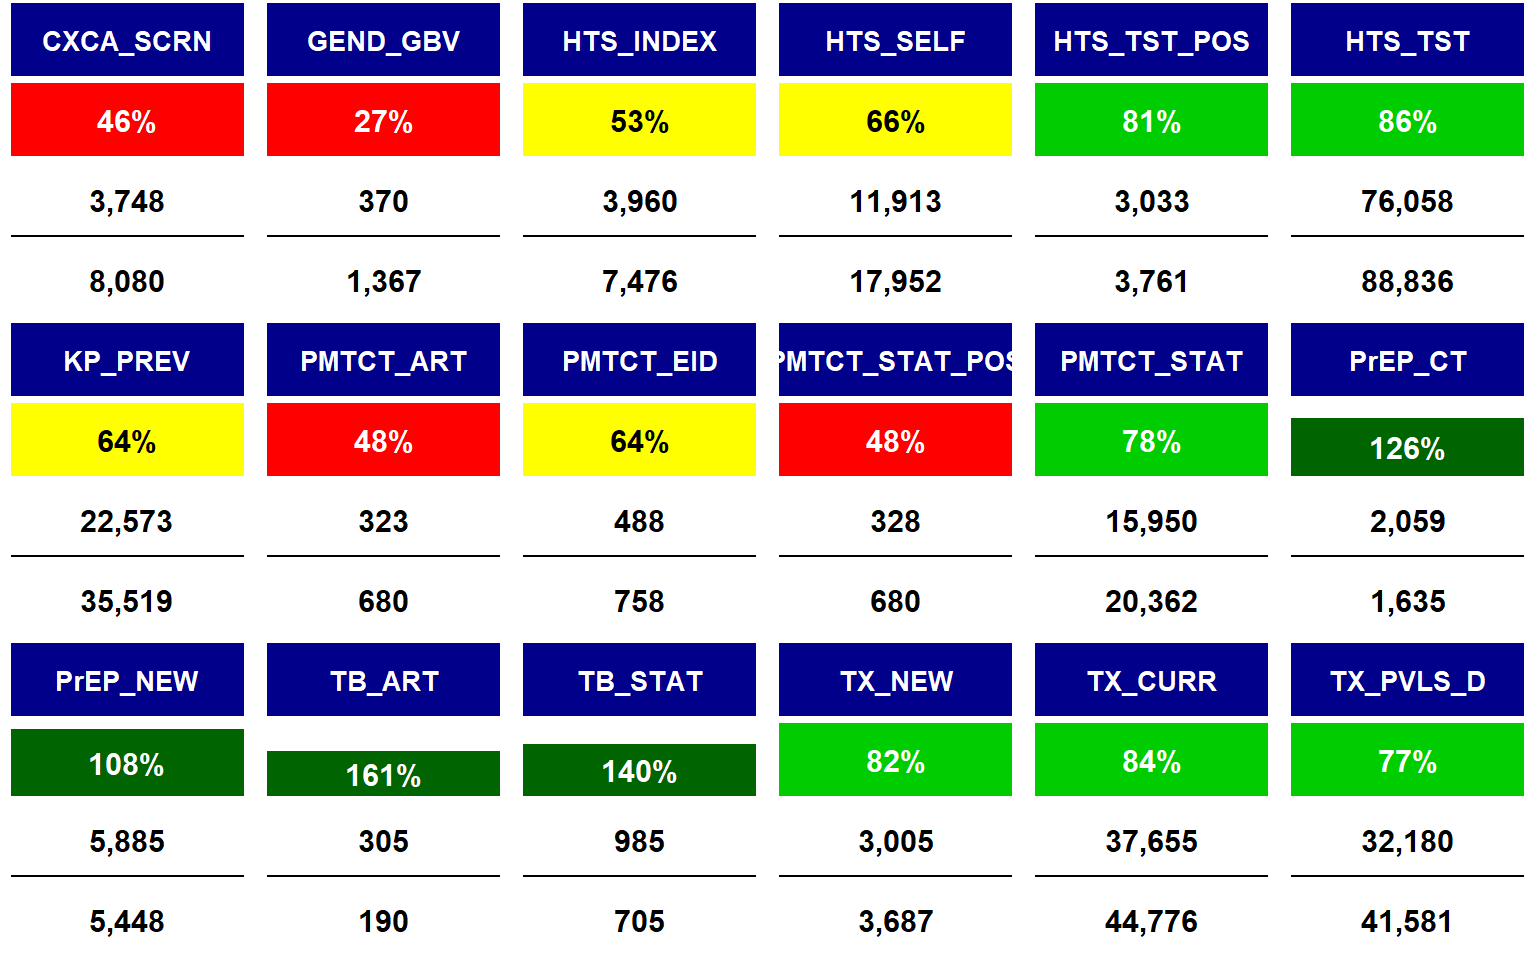 CXCA_SCRN GEND_GBV HTS_INDEX HTS_SELF HTS_TST_POS HTS_TST
46% 27% 53% 66% 81% 86%
3,748 370 3,960 11,913 3,033 76,058
8,080 1,367 7,476 17,952 3,761 88,836
KP_PREV PMTCT_ART PMTCT_EID PMTCT_STAT_POS PMTCT_STAT PrEP_CT
64% 48% 64% 48% 78% 126%
22,573 323 488 328 15,950 2,059
35,519 680 758 680 20,362 1,635
PrEP_NEW TB_ART TB_STAT TX_NEW TX_CURR TX_PVLS_D
108% 161% 140% 82% 84% 77%
5,885 305 985 3,005 37,655 32,180
5,448 190 705 3,687 44,776 41,581